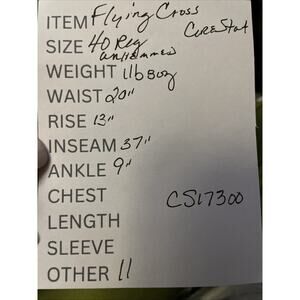 ITEM Flying Cross
CoreStat
SIZE 40 Reg
unhemmed
WEIGHT 1lb 8oz
WAIST 20"
RISE 13"
INSEAM 37"
ANKLE 9"
CHEST
CS17300
LENGTH
SLEEVE
OTHER 11